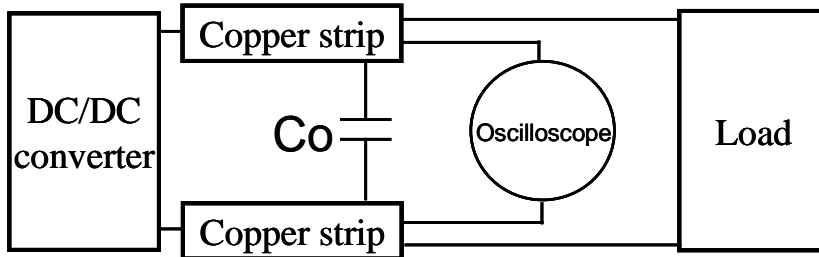 Copper strip
DC/DC
converter
Co
Oscilloscope
Load
Copper strip